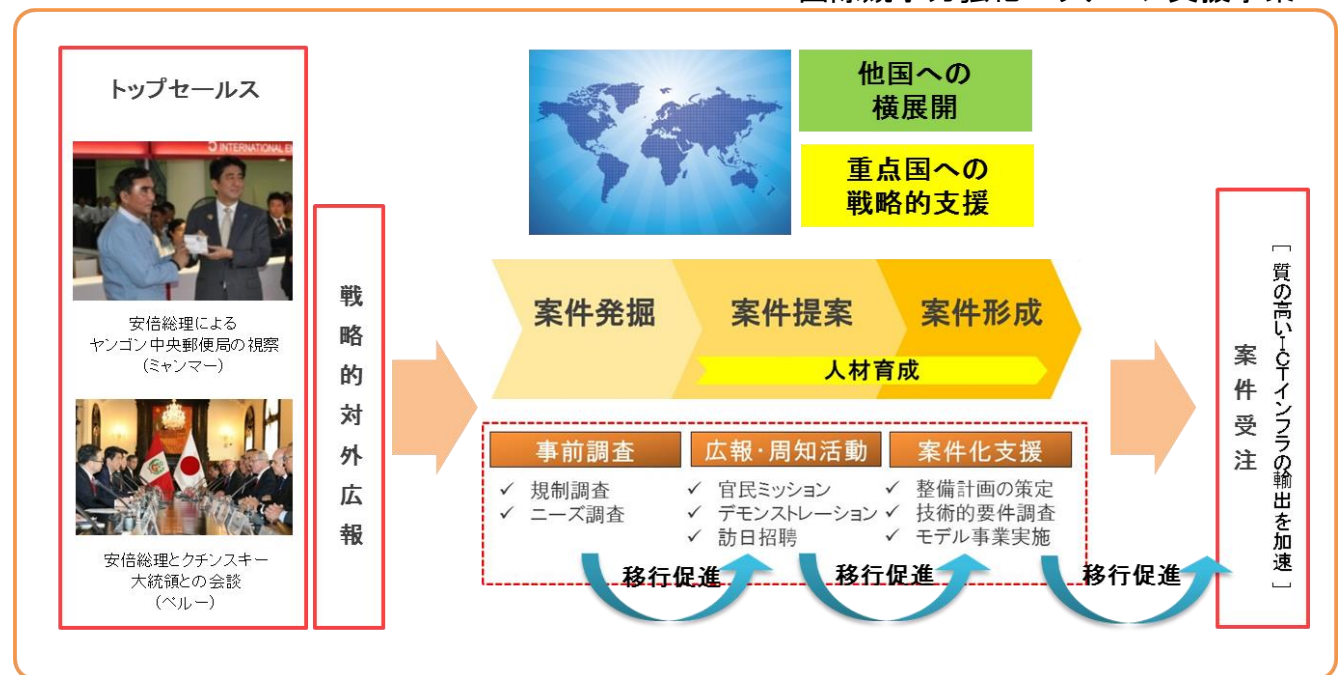 トップセールス
INTERNATIONAL
安倍総理による
ヤンゴン中央郵便局の視察
(ミャンマー)
安倍総理とクチンスキー
大統領との会談
(ペルー)
戦略的対外広報
他国への
横展開
重点国への
戦略的支援
案件発掘
案件提案
案件形成
人材育成
事前調査
✓ 規制調査
✓ ニーズ調査
広報・周知活動
✓ 官民ミッション
✓ デモンストレーション
✓ 訪日招聘
案件化支援
✓ 整備計画の策定
✓ 技術的要件調査
✓ モデル事業実施
移行促進
移行促進
移行促進
案件受注
[質の高いICTインフラの輸出を加速]